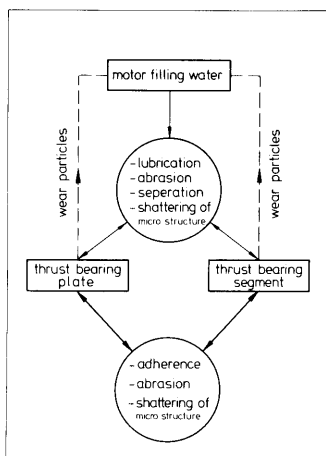 motor filling water
wear particles
wear particles
-lubrication
-abrasion
-seperation
-shattering of
micro structure
thrust bearing
plate
thrust bearing
segment
-adherence
-abrasion
-shattering of
micro structure